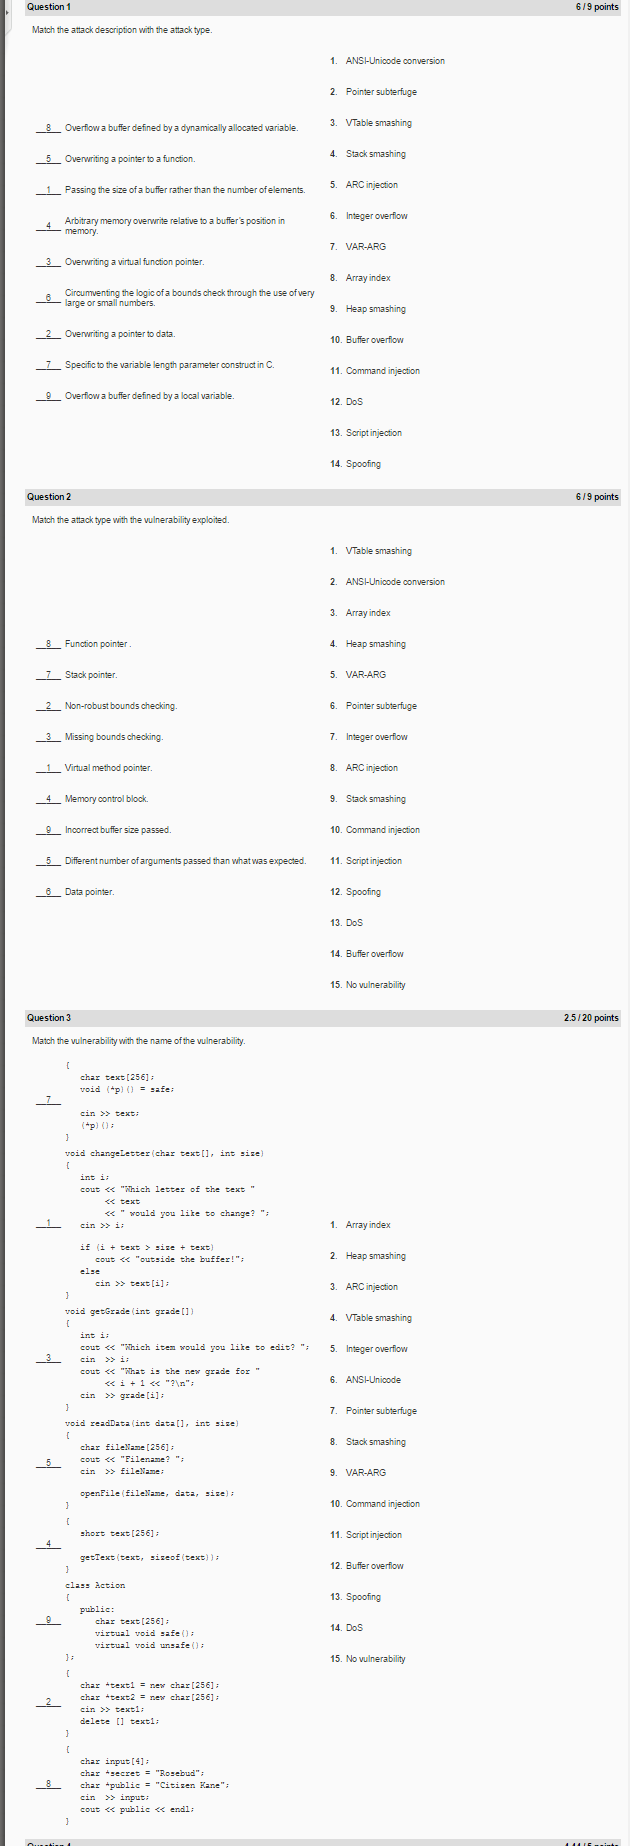 Question 1 6 / 9 points
Match the attack description with the attack type.
1. ANSI-Unicode conversion
2. Pointer subterfuge
8 Overflow a buffer defined by a dynamically allocated variable.
3. VTable smashing
4. Stack smashing
5 Overwriting a pointer to a function.
5. ARC injection
1 Passing the size of a buffer rather than the number of elements.
6. Integer overflow
4 Arbitrary memory overwrite relative to a buffer's position in
memory.
7. VAR-ARG
3 Overwriting a virtual function pointer.
8. Array index
6 Circumventing the logic of a bounds check through the use of very
large or small numbers.
9. Heap smashing
2 Overwriting a pointer to data.
10. Buffer overflow
7 Specific to the variable length parameter construct in C.
11. Command injection
9 Overflow a buffer defined by a local variable.
12. DoS
13. Script injection
14. Spoofing
Question 2 6 / 9 points
Match the attack type with the vulnerability exploited.
1. VTable smashing
2. ANSI-Unicode conversion
3. Array index
8 Function pointer .
4. Heap smashing
7 Stack pointer.
5. VAR-ARG
2 Non-robust bounds checking.
6. Pointer subterfuge
3 Missing bounds checking.
7. Integer overflow
1 Virtual method pointer.
8. ARC injection
4 Memory control block.
9. Stack smashing
9 Incorrect buffer size passed.
10. Command injection
5 Different number of arguments passed than what was expected.
11. Script injection
6 Data pointer.
12. Spoofing
13. DoS
14. Buffer overflow
15. No vulnerability
Question 3 2.5 / 20 points
Match the vulnerability with the name of the vulnerability.
{
char text[256];
void (*p)() = safe;
7
cin >> text;
(*p)();
}
void changeLetter(char text[], int size)
{
int i;
cout << "Which letter of the text "
<< text
<< " would you like to change? ";
1 cin >> i;
if (i + text > size + text)
cout << "outside the buffer!";
else
cin >> text[i];
}
void getGrade(int grade[])
{
int i;
cout << "Which item would you like to edit? ";
3 cin >> i;
cout << "What is the new grade for "
<< i + 1 << "?\n";
cin >> grade[i];
}
void readData(int data[], int size)
{
char fileName[256];
cout << "Filename? ";
5 cin >> fileName;
openFile(fileName, data, size);
}
{
short text[256];
4
getText(text, sizeof(text));
}
class Action
{
public:
9 char text[256];
virtual void safe();
virtual void unsafe();
};
{
char *text1 = new char[256];
char *text2 = new char[256];
2 cin >> text1;
delete [] text1;
}
{
char input[4];
char *secret = "Rosebud";
8 char *public = "Citizen Kane";
cin >> input;
cout << public << endl;
}
1. Array index
2. Heap smashing
3. ARC injection
4. VTable smashing
5. Integer overflow
6. ANSI-Unicode
7. Pointer subterfuge
8. Stack smashing
9. VAR-ARG
10. Command injection
11. Script injection
12. Buffer overflow
13. Spoofing
14. DoS
15. No vulnerability